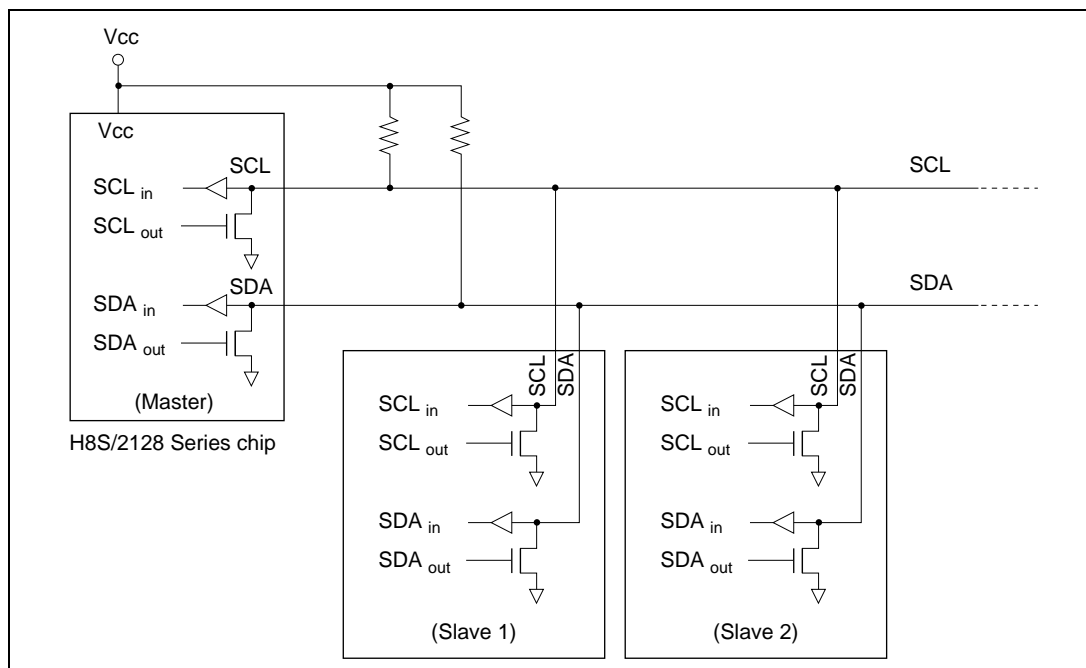 Vcc
Vcc
SCL
SCL in
SCL out
SDA
SDA in
SDA out
(Master)
H8S/2128 Series chip
SCL
SDA
SCL
SDA
SCL in
SCL out
SDA in
SDA out
(Slave 1)
SCL
SDA
SCL in
SCL out
SDA in
SDA out
(Slave 2)